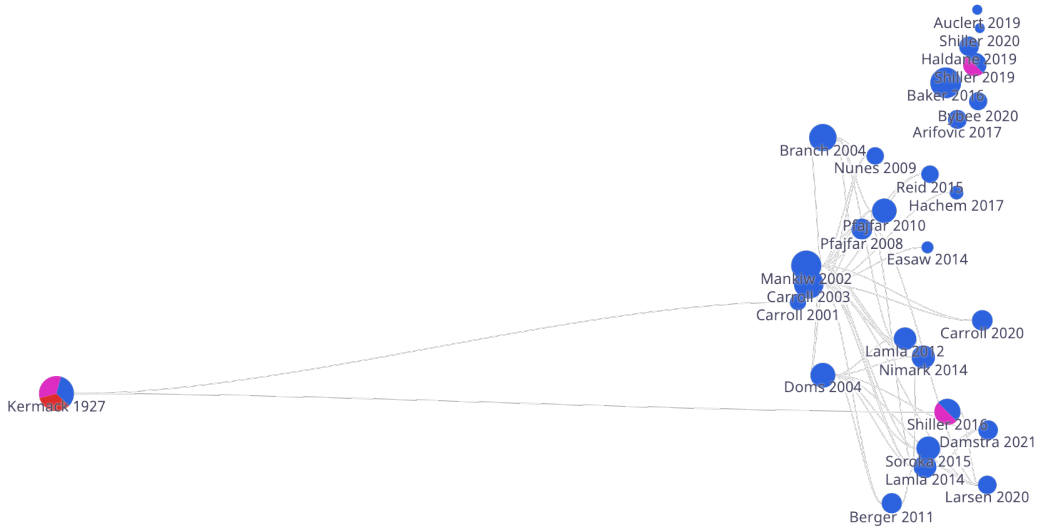 Auclert 2019
Shiller 2020
Haldane 2019
Shiller 2019
Baker 2016
Bybee 2020
Arifovic 2017
Branch 2004
Nunes 2009
Reid 2015
Hachem 2017
Pfajfar 2010
Pfajfar 2008
Easaw 2014
Mankiw 2002
Carroll 2003
Carroll 2001
Carroll 2020
Lamla 2012
Nimark 2014
Doms 2004
Kermack 1927
Shiller 2016
Damstra 2021
Soroka 2015
Lamla 2014
Larsen 2020
Berger 2011